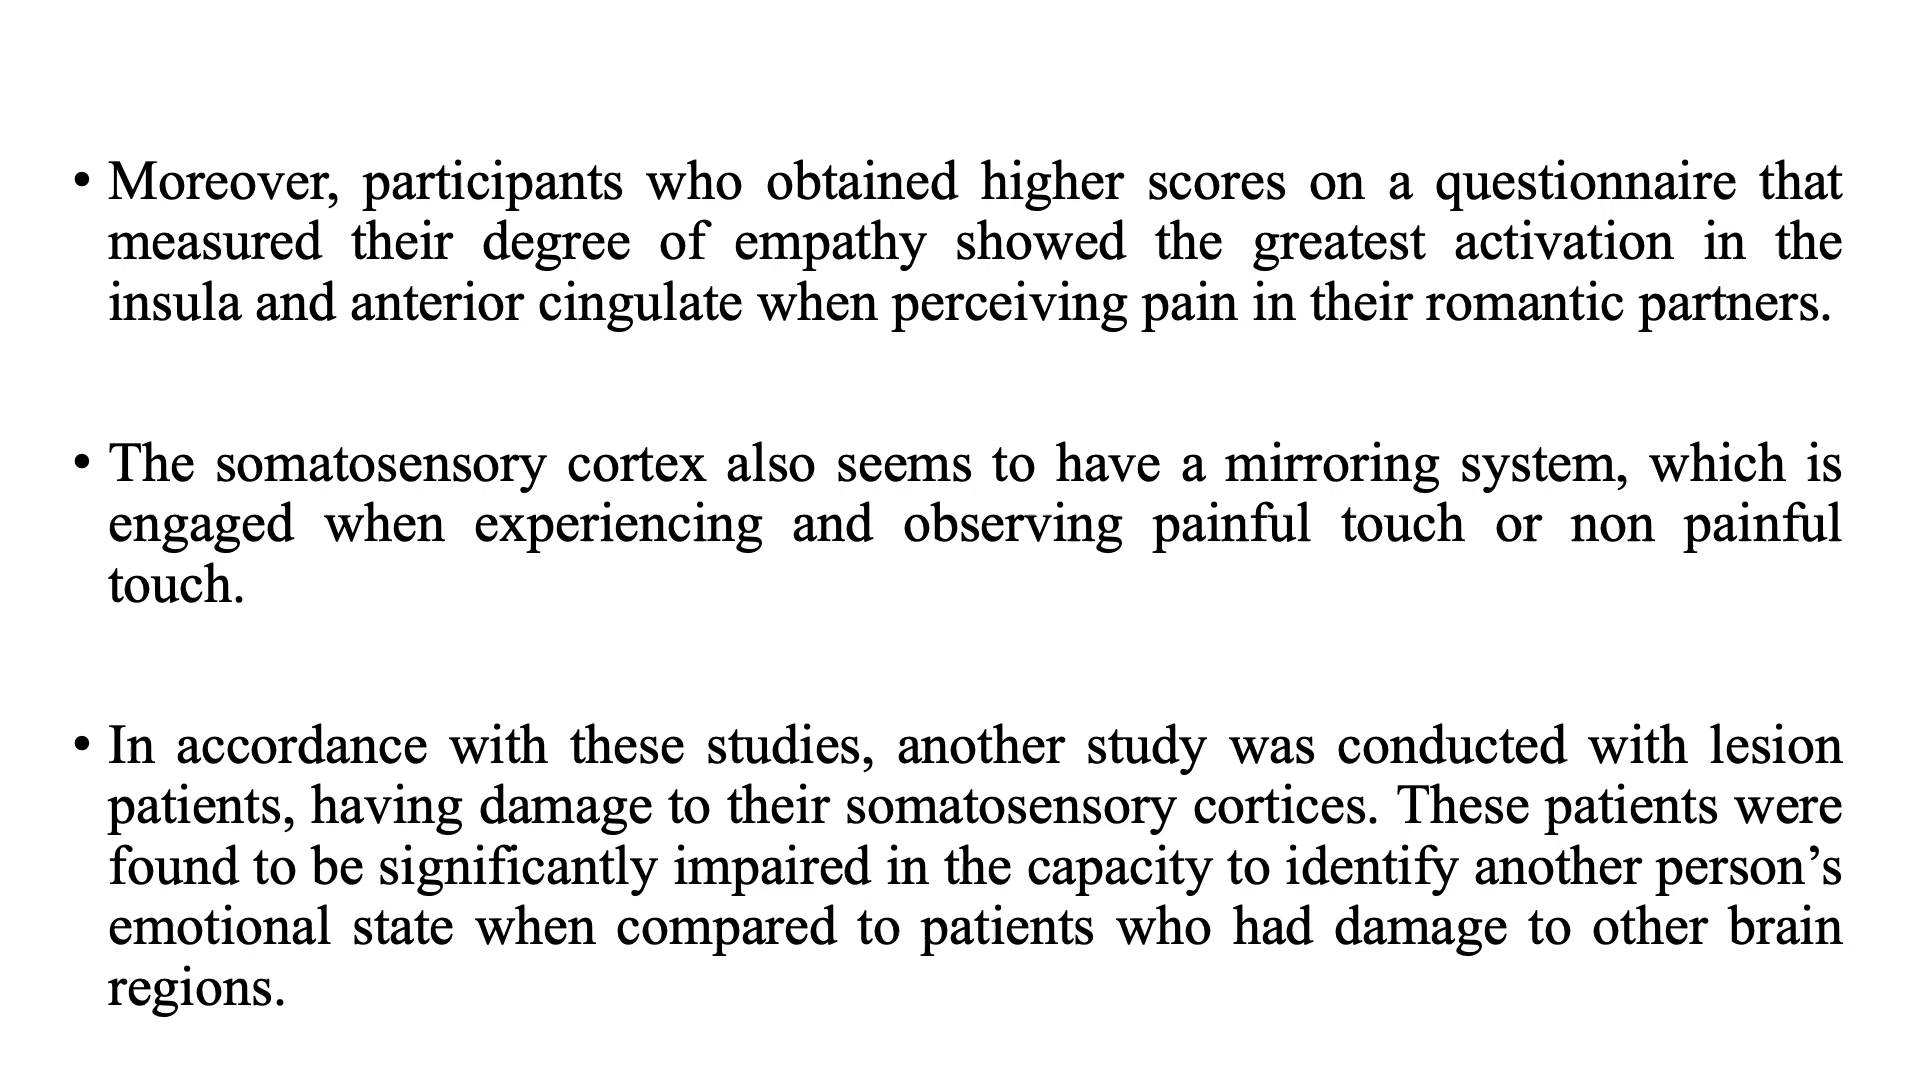 • Moreover, participants who obtained higher scores on a questionnaire that
measured their degree of empathy showed the greatest activation in the
insula and anterior cingulate when perceiving pain in their romantic partners.
• The somatosensory cortex also seems to have a mirroring system, which is
engaged when experiencing and observing painful touch or non painful
touch.
• In accordance with these studies, another study was conducted with lesion
patients, having damage to their somatosensory cortices. These patients were
found to be significantly impaired in the capacity to identify another person’s
emotional state when compared to patients who had damage to other brain
regions.